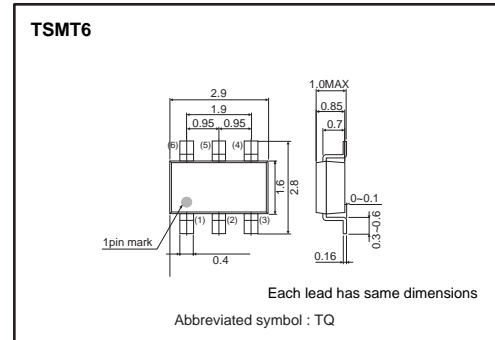 TSMT6
1.0MAX
2.9
0.85
1.9
0.7
0.95 0.95
(6) (5) (4)
1.6
2.8
0~0.1
(1) (2) (3)
1pin mark
0.3~0.6
0.4
0.16
Each lead has same dimensions
Abbreviated symbol : TQ